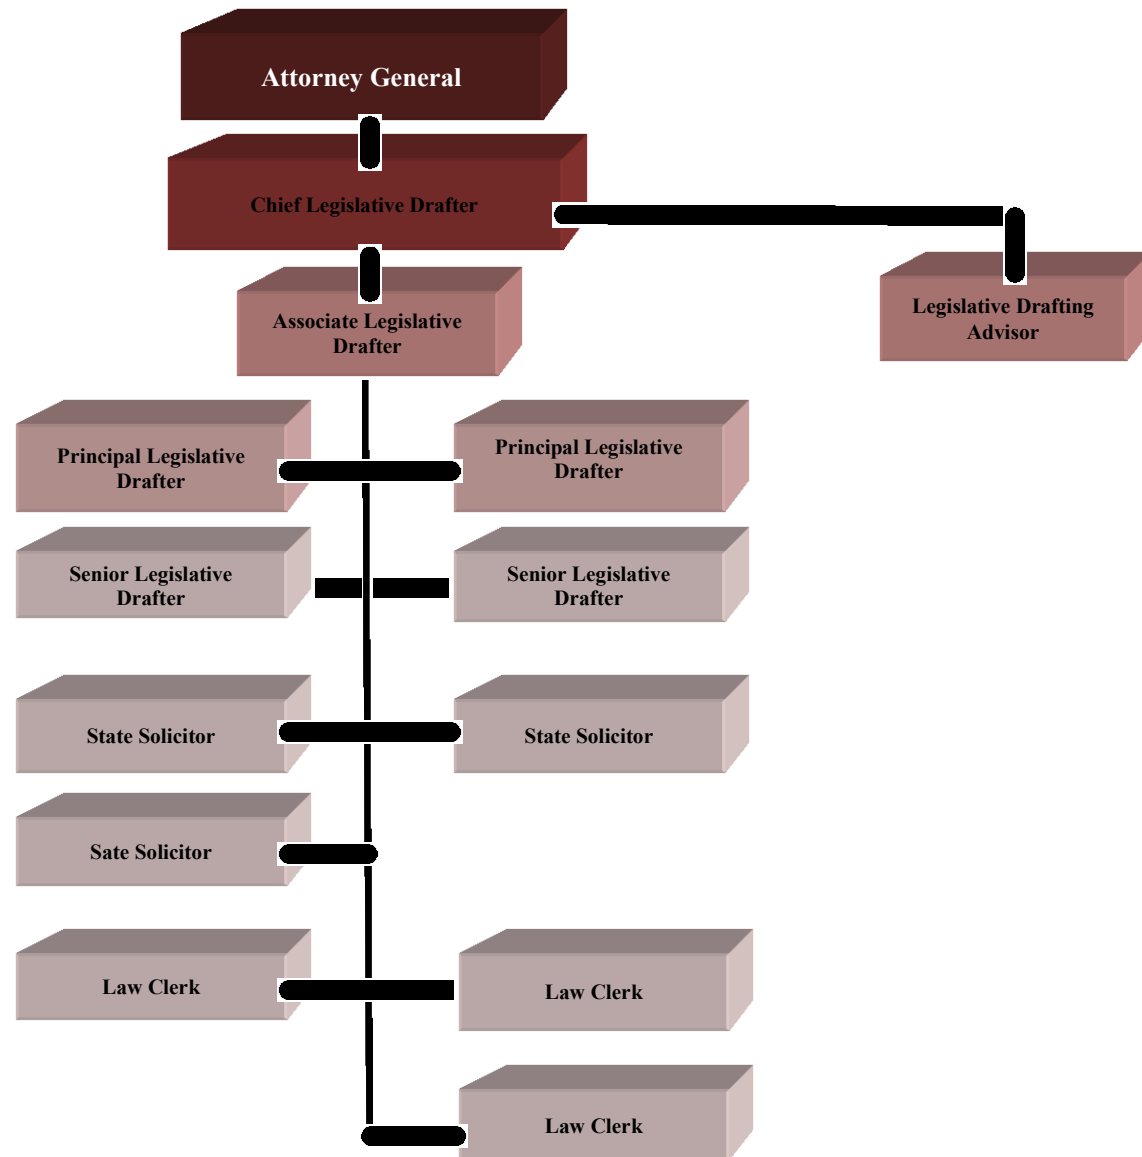 Attorney General
Chief Legislative Drafter
Associate Legislative
Drafter
Legislative Drafting
Advisor
Principal Legislative
Drafter
Principal Legislative
Drafter
Senior Legislative
Drafter
Senior Legislative
Drafter
State Solicitor
State Solicitor
Sate Solicitor
Law Clerk
Law Clerk
Law Clerk